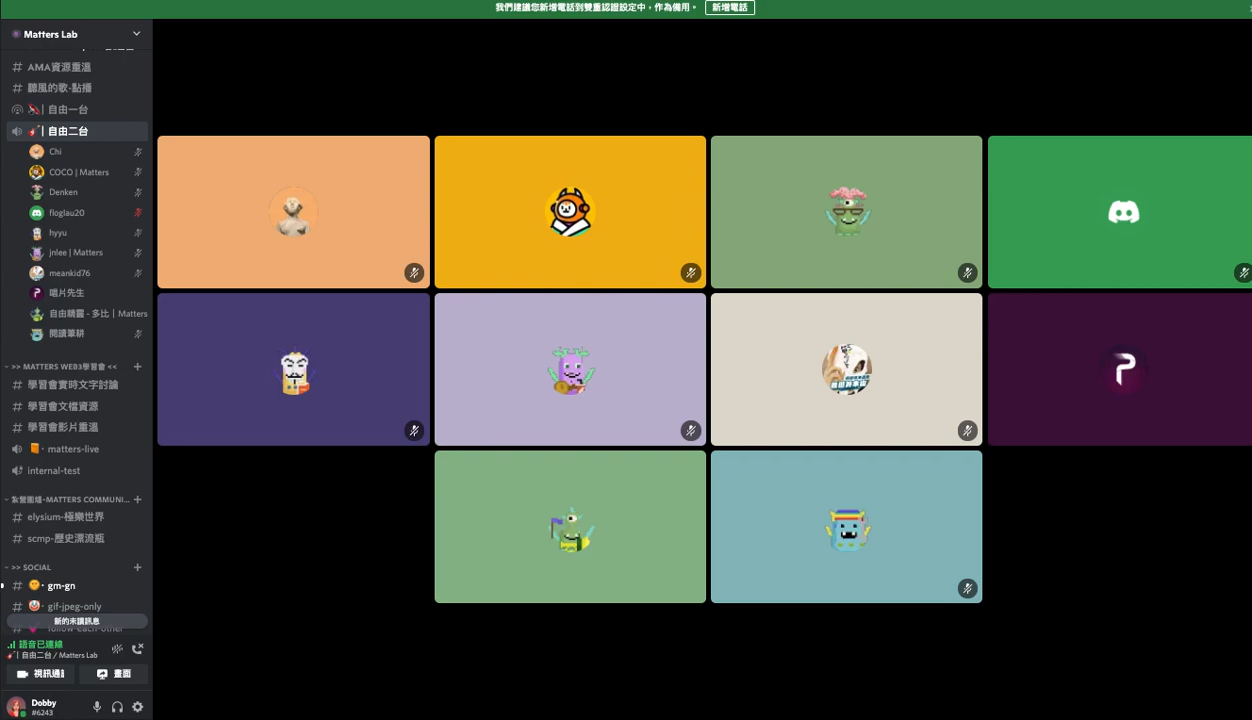 我們建議您新增電話到雙重認證設定中，作為備用。 新增電話
Matters Lab
# AMA資源重溫
# 聽風的歌-點播
| 自由一台
| 自由二台
Chi
COCO | Matters
Denken
floglau20
hyyu
jnlee | Matters
meankid76
唱片先生
自由精靈 - 多比 | Matters
閱讀筆耕
>> MATTERS WEB3學習會 <<
# 學習會實時文字討論
# 學習會文檔資源
# 學習會影片重溫
· matters-live
internal-test
紮營圍爐-MATTERS COMMUNI...
# elysium-極樂世界
# scmp-歷史漂流瓶
>> SOCIAL
# · gm-gn
# · gif-jpeg-only
新的未讀訊息
語音已連線
| 自由二台 / Matters Lab
視訊通話
畫面
Dobby
#6243